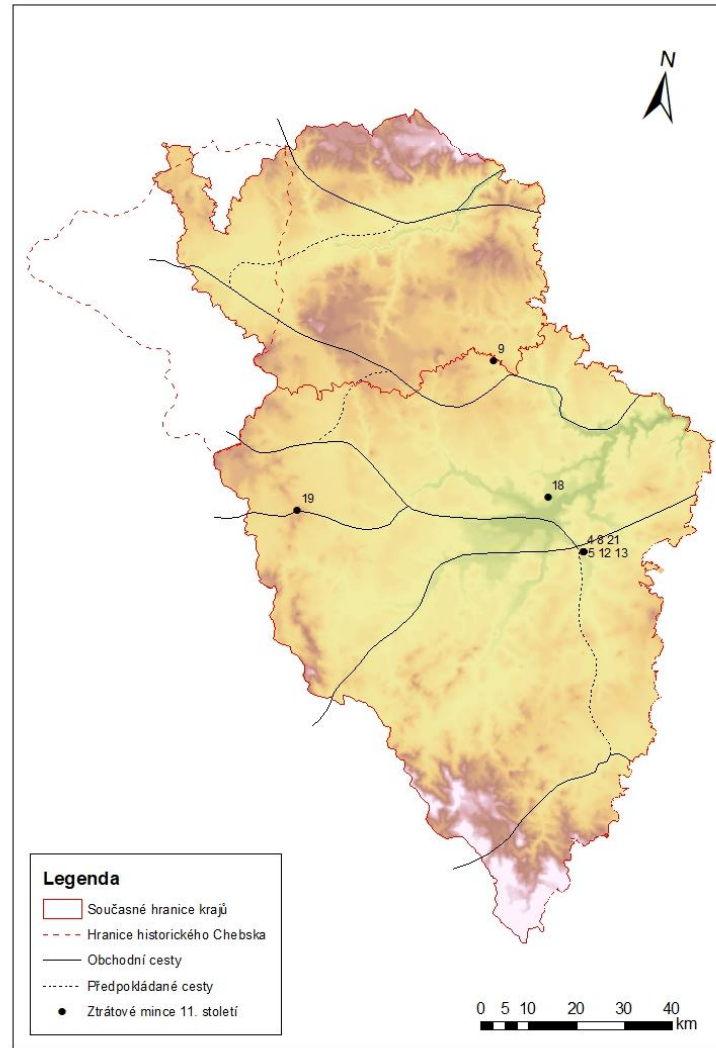 N
9
18
19
4 8 21
5 12 13
Legenda
Současné hranice krajů
Hranice historického Chebska
Obchodní cesty
Předpokládané cesty
Ztrátové mince 11. století
0 5 10 20 30 40
km